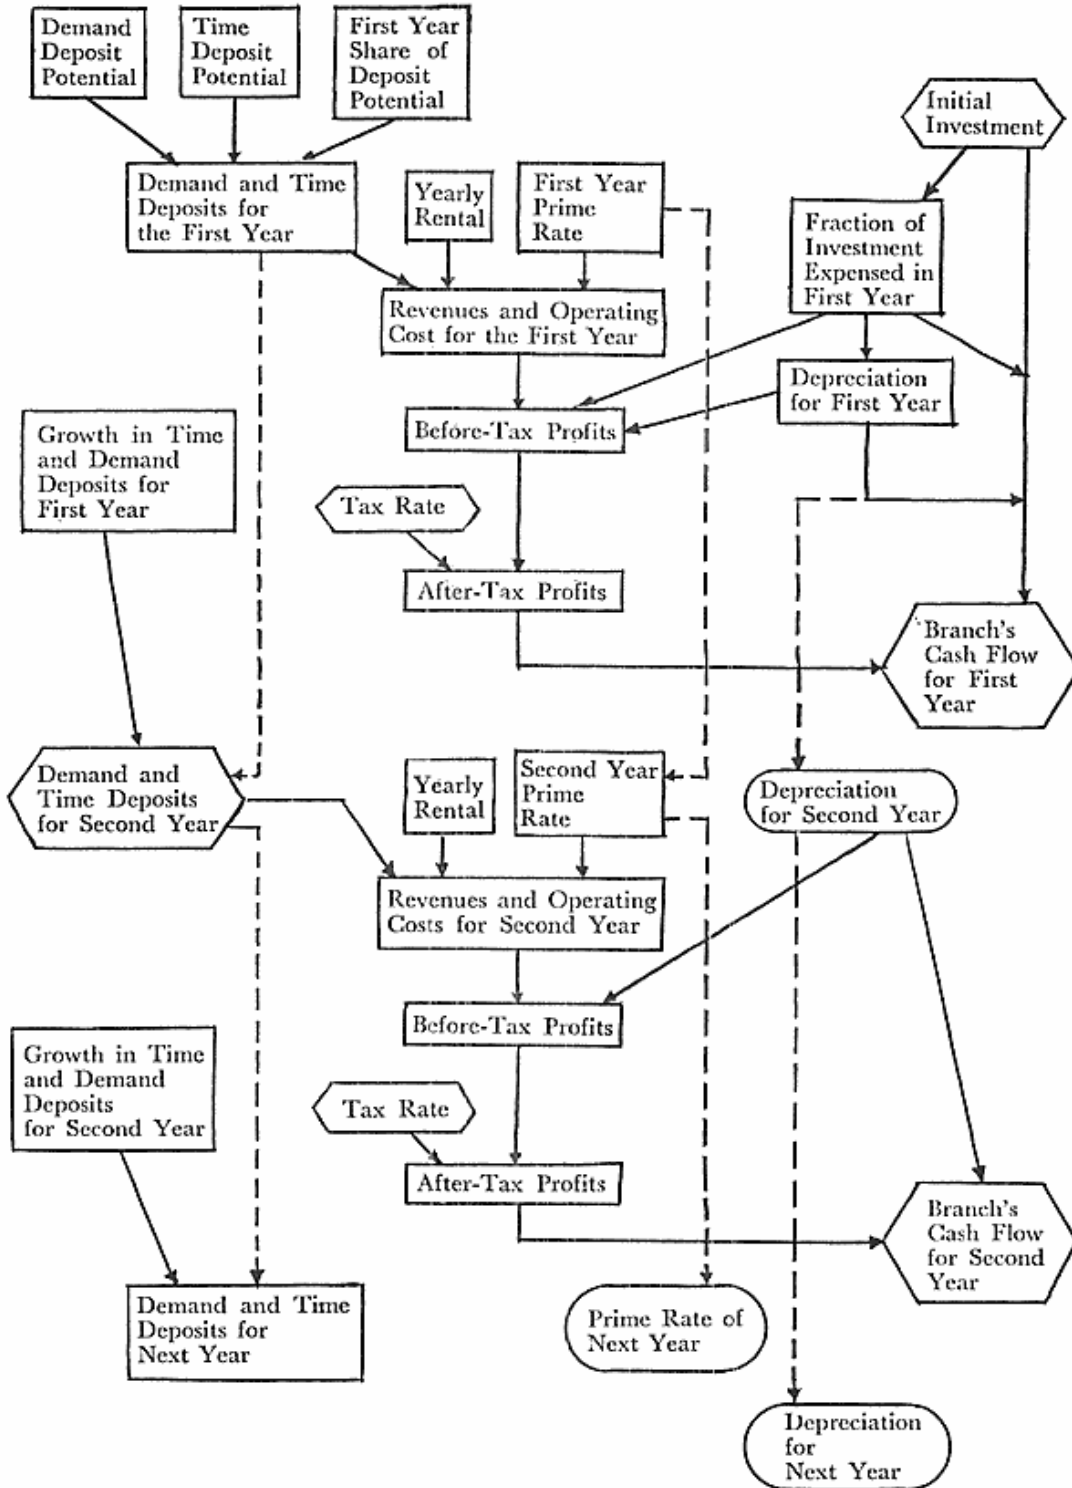 Demand
Deposit
Potential
Time
Deposit
Potential
First Year
Share of
Deposit
Potential
Initial
Investment
Demand and Time
Deposits for
the First Year
Yearly
Rental
First Year
Prime
Rate
Fraction of
Investment
Expensed in
First Year
Revenues and Operating
Cost for the First Year
Depreciation
for First Year
Growth in Time
and Demand
Deposits for
First Year
Before-Tax Profits
Tax Rate
After-Tax Profits
Branch's
Cash Flow
for First
Year
Demand and
Time Deposits
for Second Year
Yearly
Rental
Second Year
Prime
Rate
Depreciation
for Second Year
Revenues and Operating
Costs for Second Year
Before-Tax Profits
Growth in Time
and Demand
Deposits
for Second Year
Tax Rate
After-Tax Profits
Branch's
Cash Flow
for Second
Year
Demand and Time
Deposits for
Next Year
Prime Rate of
Next Year
Depreciation
for
Next Year